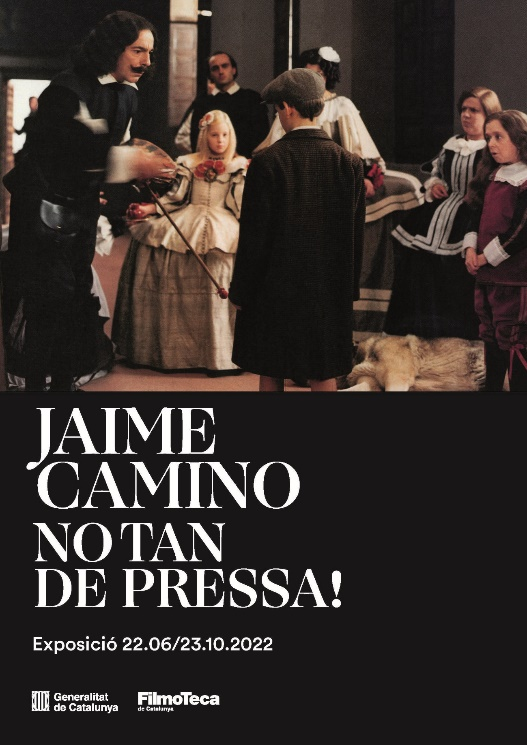 JAIME
CAMINO
NO TAN
DE PRESSA!
Exposició 22.06/23.10.2022
Generalitat
de Catalunya
FilmoTeca
de Catalunya